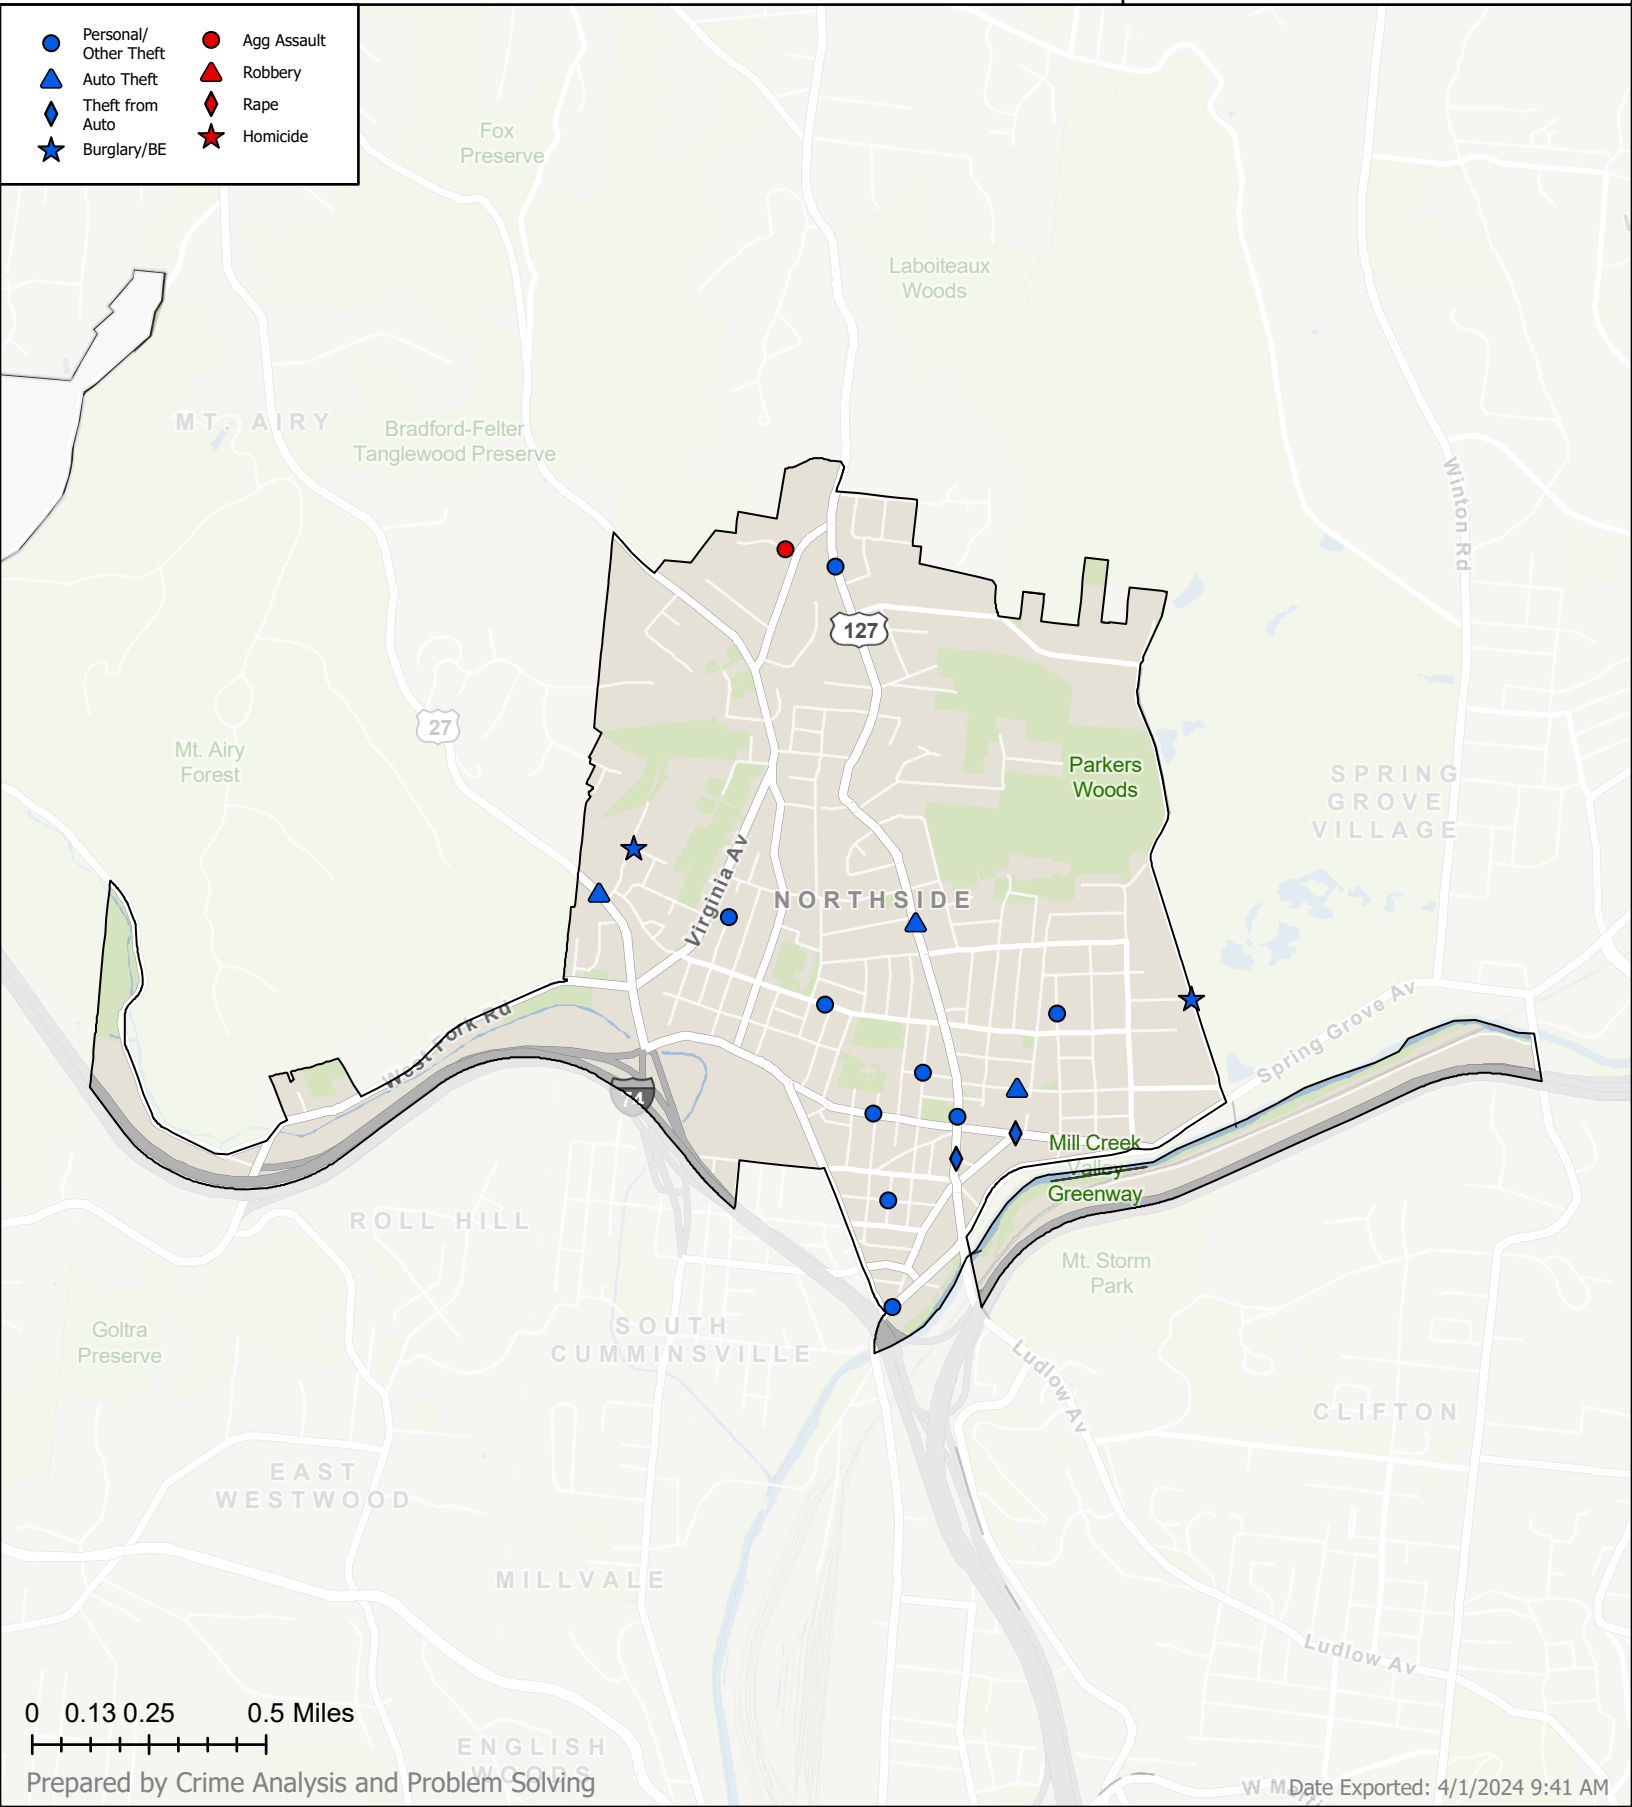 Personal/
Other Theft
Auto Theft
Theft from
Auto
Burglary/BE
Agg Assault
Robbery
Rape
Homicide
Fox
Preserve
Laboiteaux
Woods
MT. AIRY
Bradford-Felter
Tanglewood Preserve
Winton Rd
127
27
Mt. Airy
Forest
Parkers
Woods
SPRING
GROVE
VILLAGE
Virginia Av
NORTHSIDE
West Fork Rd
Spring Grove Av
74
Mill Creek
Valley
Greenway
ROLL HILL
Mt. Storm
Park
Goltra
Preserve
SOUTH
CUMMINSVILLE
Ludlow Av
CLIFTON
EAST
WESTWOOD
MILLVALE
Ludlow Av
0 0.13 0.25 0.5 Miles
ENGLISH
WOODS
Prepared by Crime Analysis and Problem Solving
Date Exported: 4/1/2024 9:41 AM